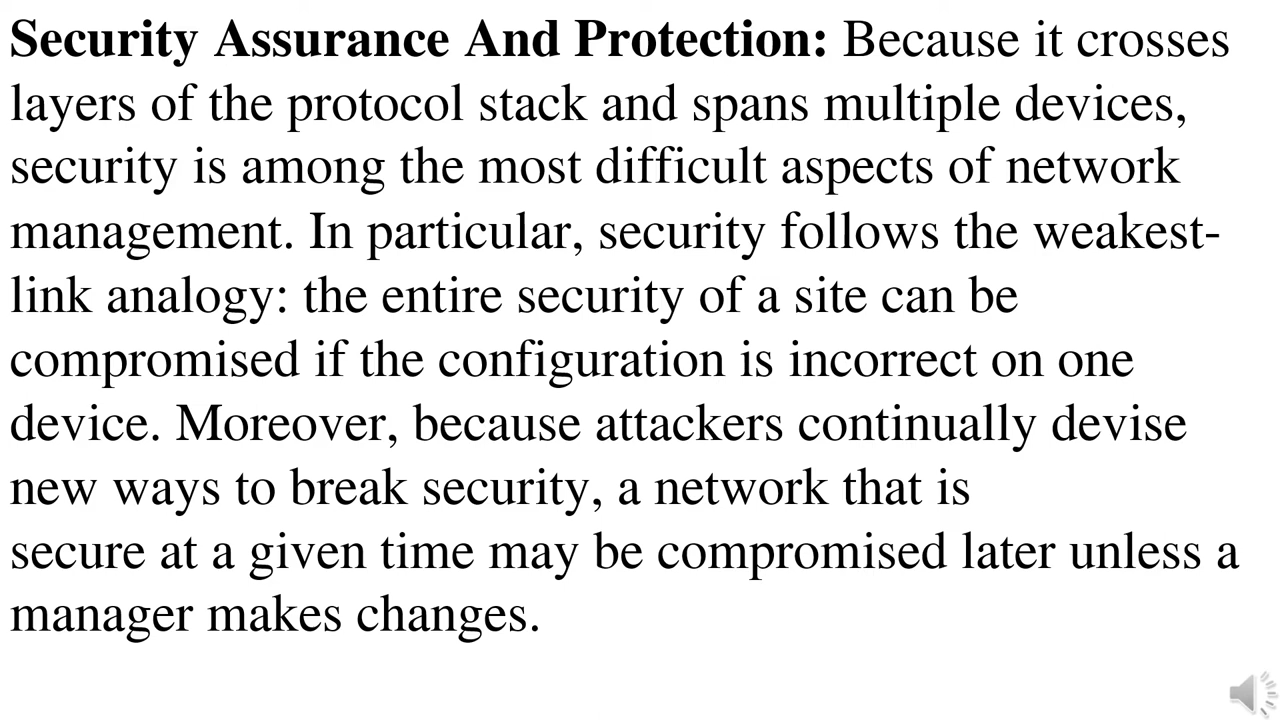 Security Assurance And Protection: Because it crosses
layers of the protocol stack and spans multiple devices,
security is among the most difficult aspects of network
management. In particular, security follows the weakest-
link analogy: the entire security of a site can be
compromised if the configuration is incorrect on one
device. Moreover, because attackers continually devise
new ways to break security, a network that is
secure at a given time may be compromised later unless a
manager makes changes.